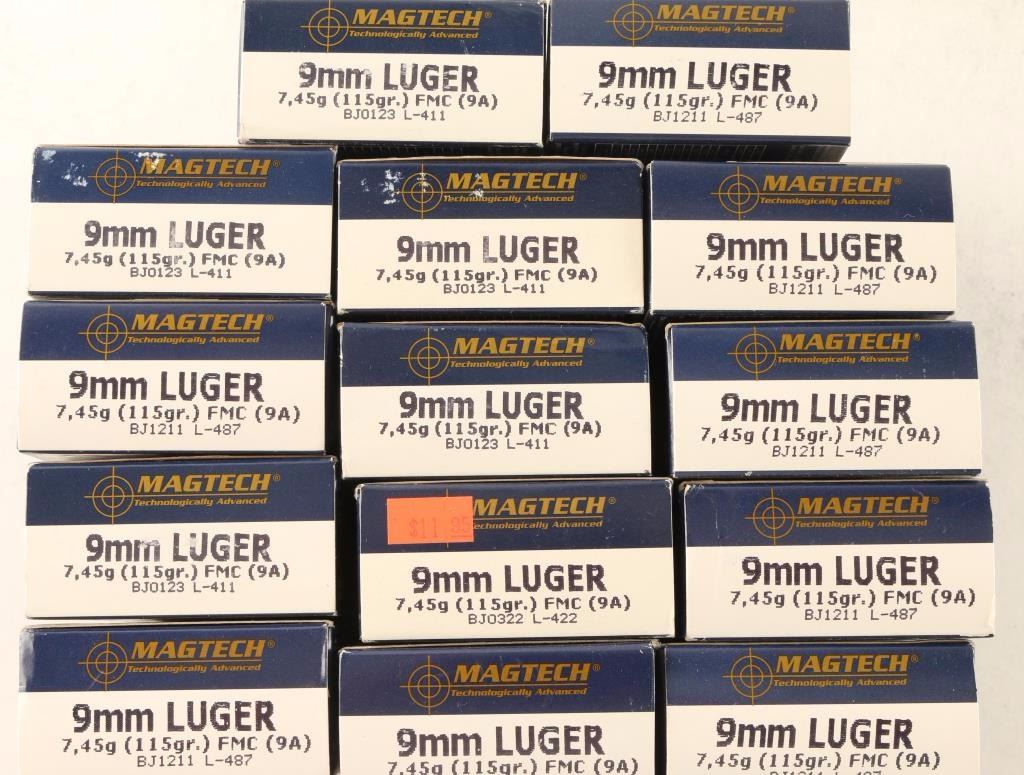 MAGTECH®
Technologically Advanced
9mm LUGER
7,45g (115gr.) FMC (9A)
BJ0123 L-411
MAGTECH®
Technologically Advanced
9mm LUGER
7,45g (115gr.) FMC (9A)
BJ1211 L-487
MAGTECH®
Technologically Advanced
9mm LUGER
7,45g (115gr.) FMC (9A)
BJ0123 L-411
MAGTECH®
Technologically Advanced
9mm LUGER
7,45g (115gr.) FMC (9A)
BJ0123 L-411
MAGTECH®
Technologically Advanced
9mm LUGER
7,45g (115gr.) FMC (9A)
BJ1211 L-487
MAGTECH®
Technologically Advanced
9mm LUGER
7,45g (115gr.) FMC (9A)
BJ1211 L-487
MAGTECH®
Technologically Advanced
9mm LUGER
7,45g (115gr.) FMC (9A)
BJ0123 L-411
MAGTECH®
Technologically Advanced
9mm LUGER
7,45g (115gr.) FMC (9A)
BJ1211 L-487
MAGTECH®
Technologically Advanced
9mm LUGER
7,45g (115gr.) FMC (9A)
BJ0123 L-411
$11.95
MAGTECH®
echnologically Advanced
9mm LUGER
7,45g (115gr.) FMC (9A)
BJ0322 L-422
MAGTECH®
Technologically Advanced
9mm LUGER
7,45g (115gr.) FMC (9A)
BJ1211 L-487
MAGTECH®
Technologically Advanced
9mm LUGER
7,45g (115gr.) FMC (9A)
BJ1211 L-487
MAGTECH®
Technologically Advanced
9mm LUGER
7,45g (115gr.) FMC (9A)
MAGTECH®
Technologically Advanced
9mm LUGER
7,45g (115gr.) FMC (9A)